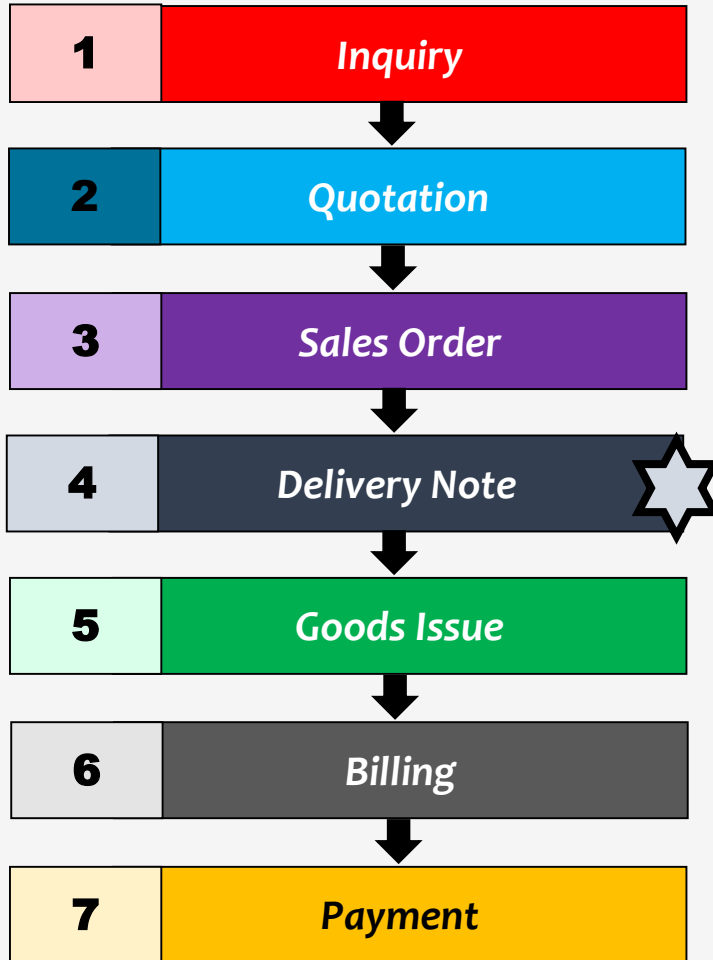 1 Inquiry
2 Quotation
3 Sales Order
4 Delivery Note
5 Goods Issue
6 Billing
7 Payment